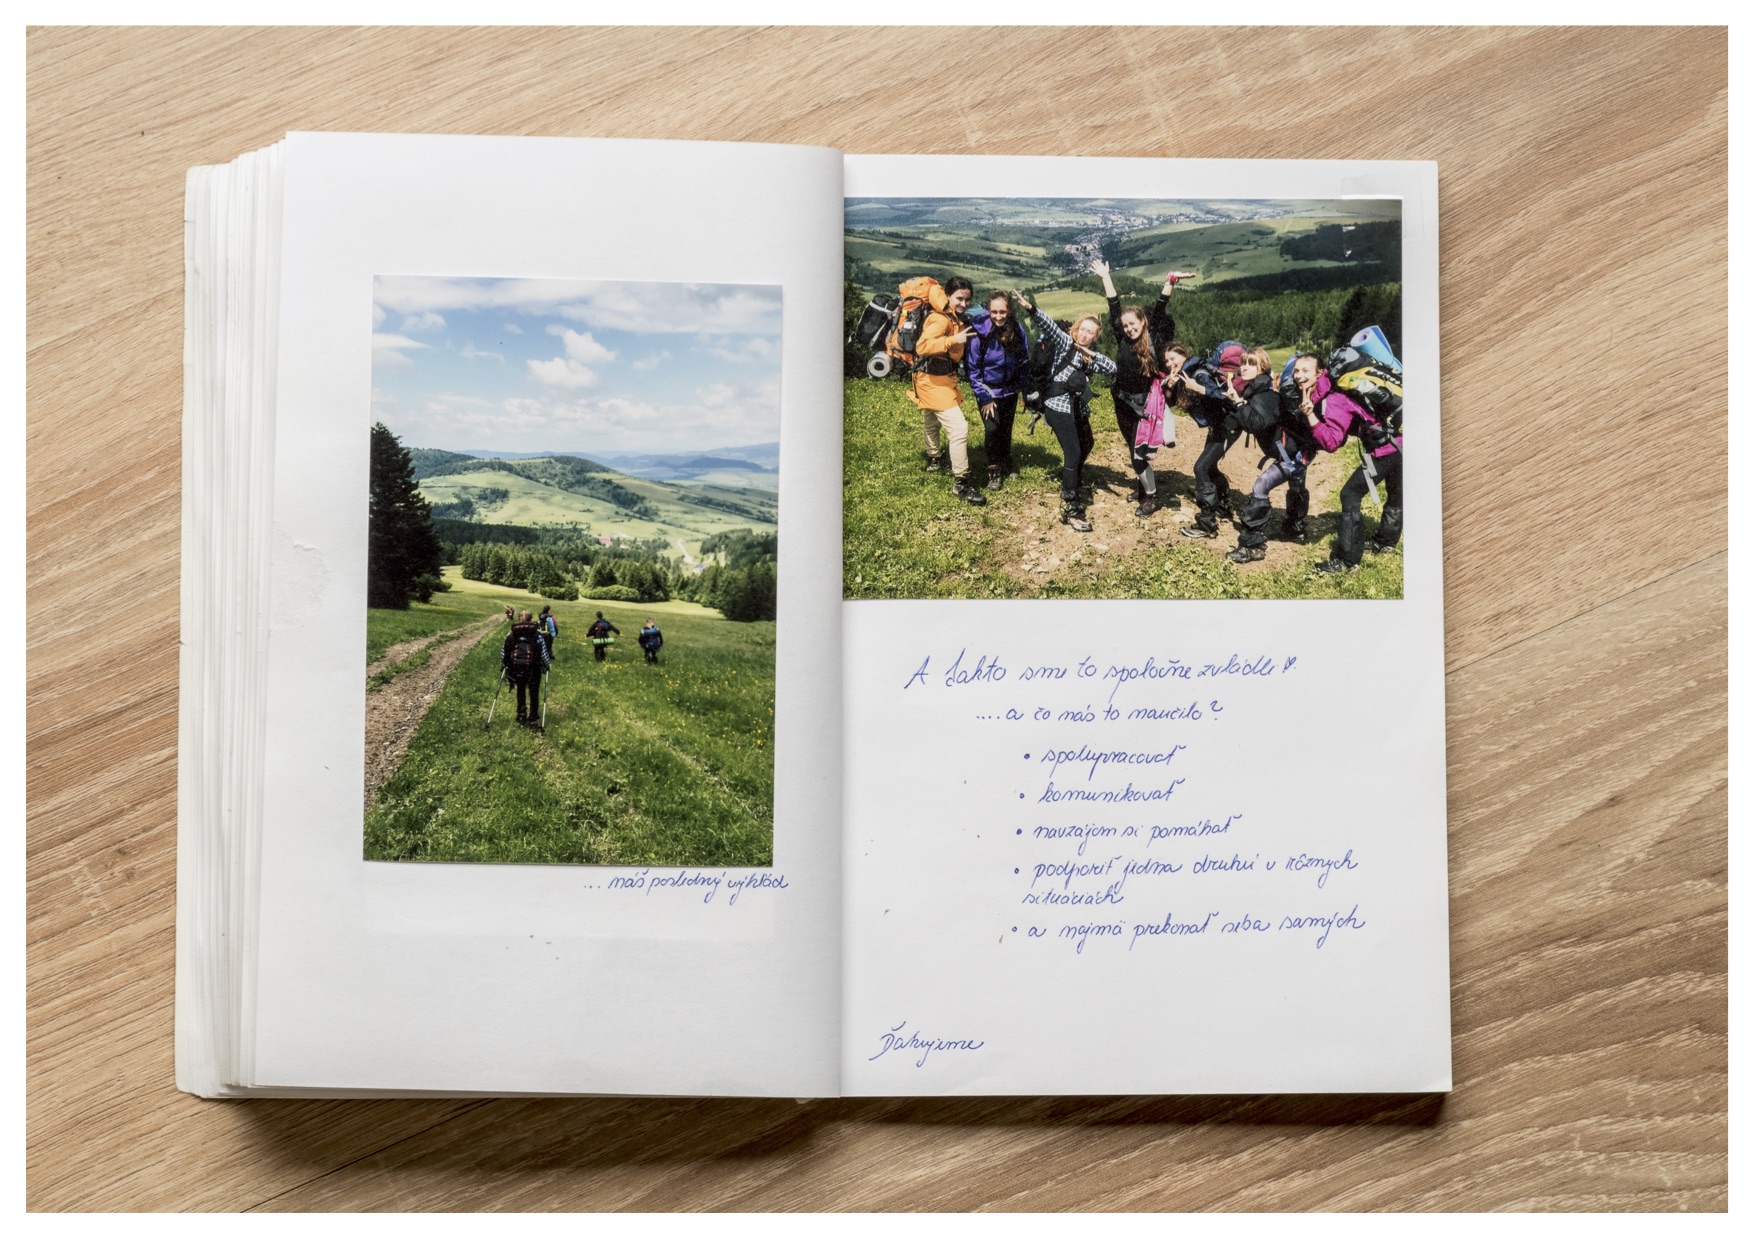 ... náš posledný výhľad
A takto sme to spoločne zvládli ♥
.... a čo nás to naučilo?
• spolupracovať
• komunikovať
• navzájom si pomáhať
• podporiť jedna druhú v rôznych
situáciách
• a najmä prekonať seba samých
Ďakujeme